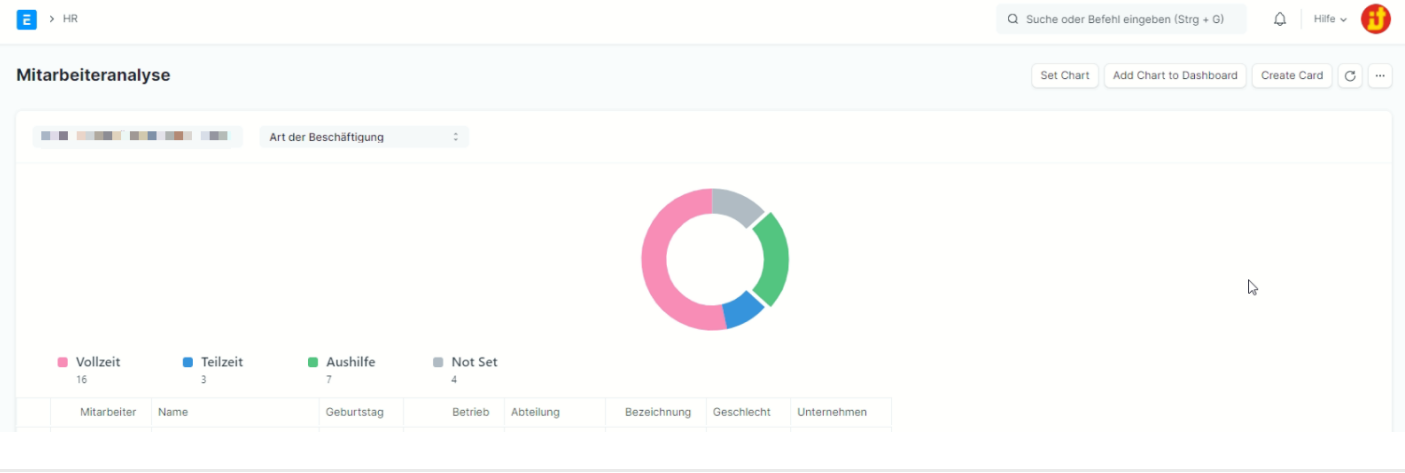 E > HR Suche oder Befehl eingeben (Strg + G) Hilfe it
Mitarbeiteranalyse Set Chart Add Chart to Dashboard Create Card ...
Art der Beschäftigung
Vollzeit Teilzeit Aushilfe Not Set
16 3 7 4
Mitarbeiter Name Geburtstag Betrieb Abteilung Bezeichnung Geschlecht Unternehmen